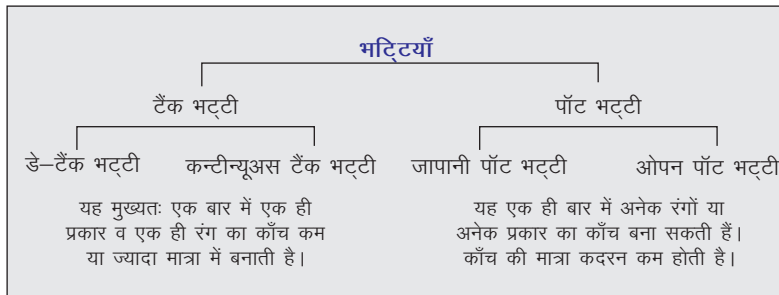 भट्टियाँ
टैंक भट्टी
पॉट भट्टी
डे–टैंक भट्टी
कन्टीन्यूअस टैंक भट्टी
जापानी पॉट भट्टी
ओपन पॉट भट्टी
यह मुख्यतः एक बार में एक ही
प्रकार व एक ही रंग का काँच कम
या ज्यादा मात्रा में बनाती है।
यह एक ही बार में अनेक रंगों या
अनेक प्रकार का काँच बना सकती हैं।
काँच की मात्रा कदरन कम होती है।